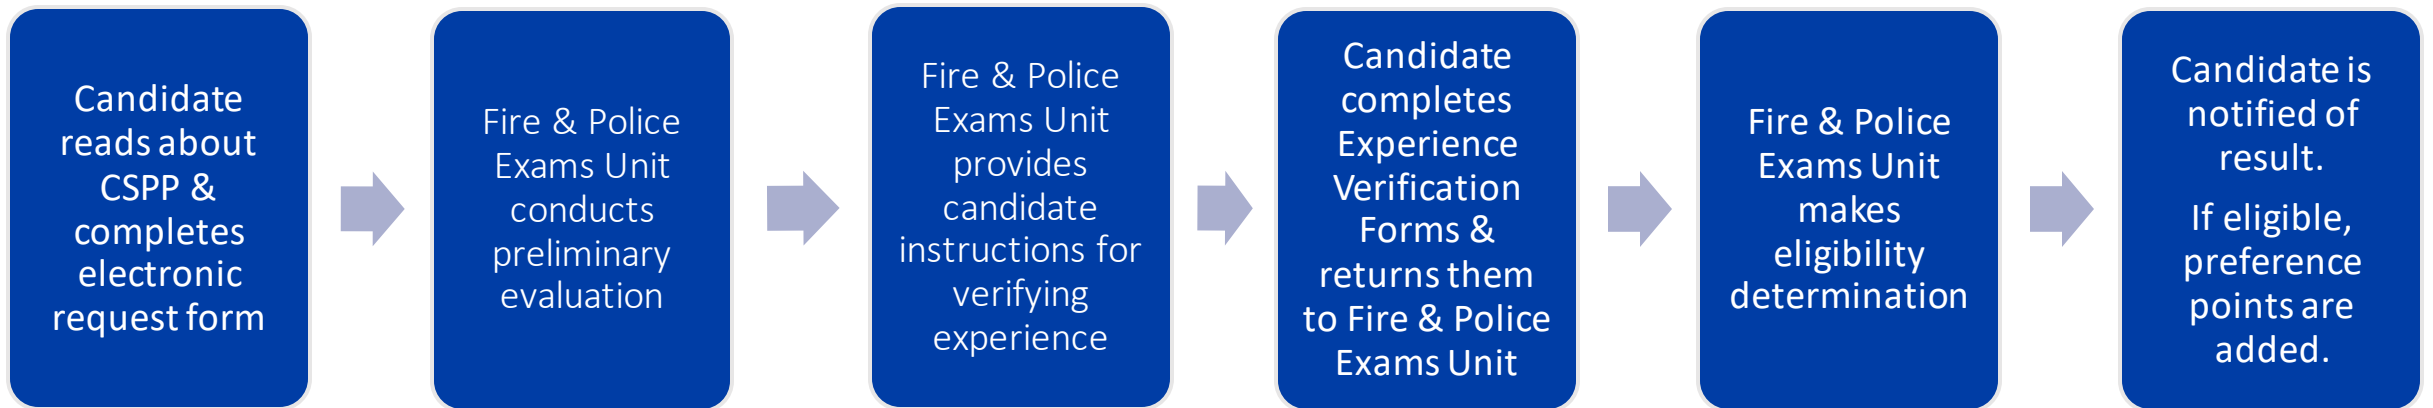 Candidate
reads about
CSPP &
completes
electronic
request form
Fire & Police
Exams Unit
conducts
preliminary
evaluation
Fire & Police
Exams Unit
provides
candidate
instructions for
verifying
experience
Candidate
completes
Experience
Verification
Forms &
returns them
to Fire & Police
Exams Unit
Fire & Police
Exams Unit
makes
eligibility
determination
Candidate is
notified of
result.
If eligible,
preference
points are
added.